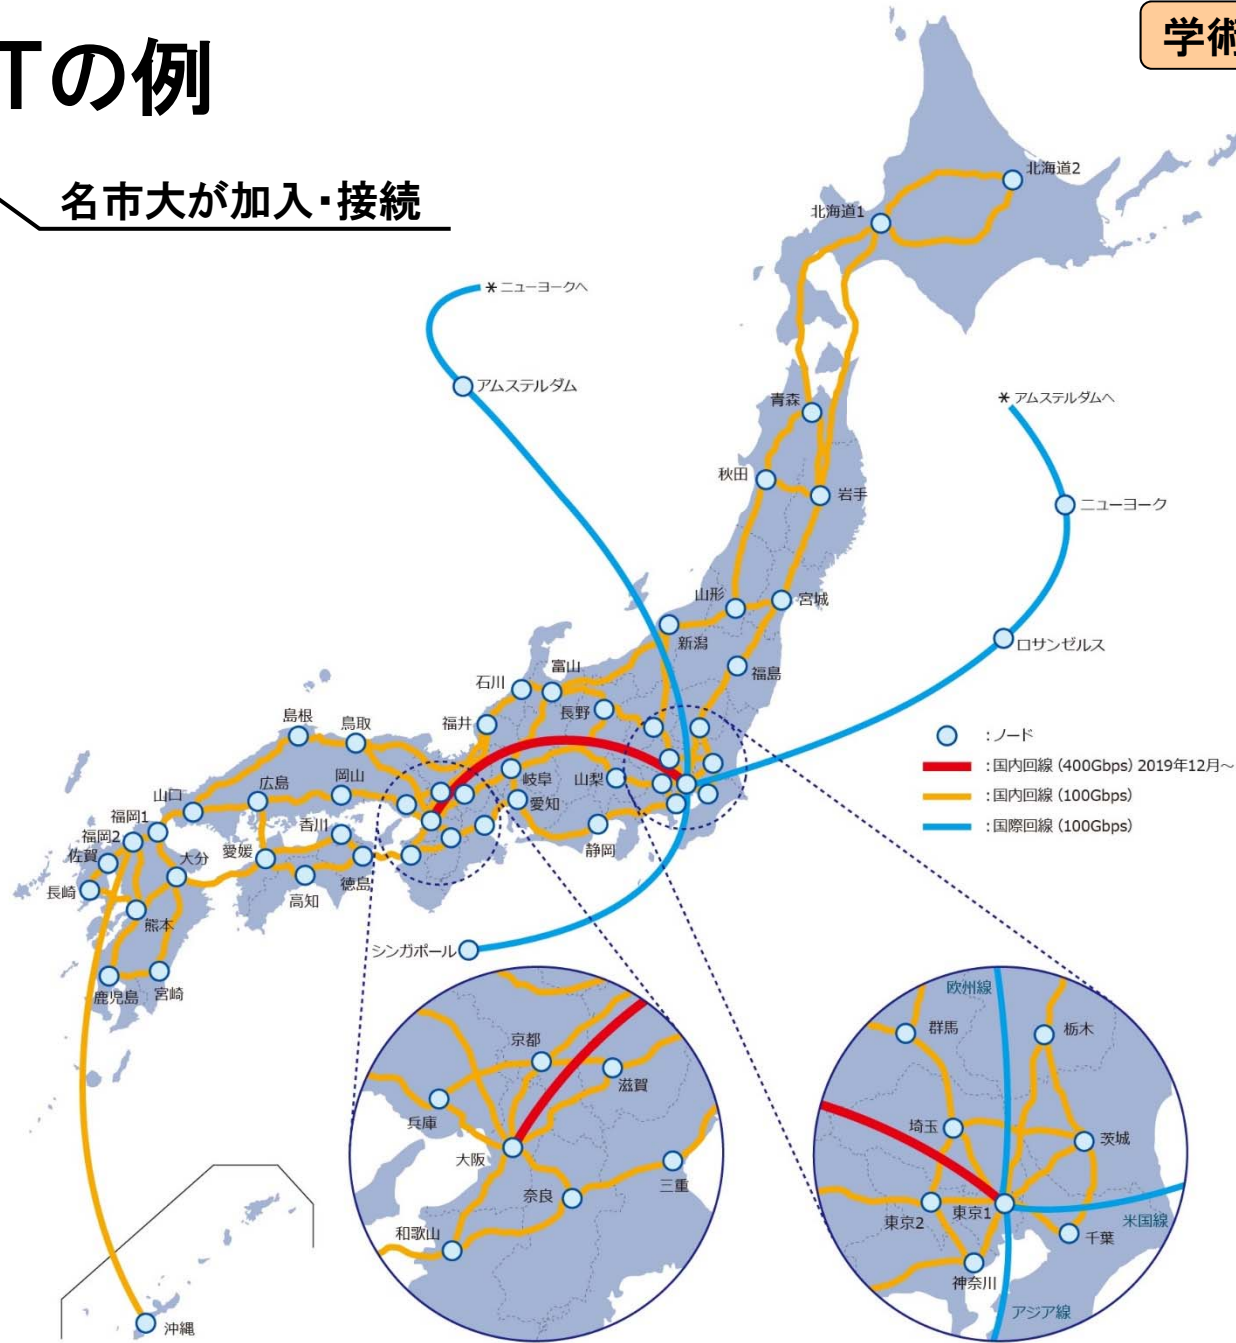 Tの例
学術
名市大が加入・接続
北海道2
北海道1
＊ニューヨークへ
アムステルダム
＊アムステルダムへ
青森
秋田
岩手
ニューヨーク
山形
宮城
新潟
ロサンゼルス
福島
富山
石川
長野
福井
島根
鳥取
：ノード
：国内回線（400Gbps）2019年12月～
：国内回線（100Gbps）
：国際回線（100Gbps）
岐阜
山梨
岡山
広島
山口
愛知
福岡1
香川
福岡2
静岡
佐賀
大分
愛媛
徳島
長崎
高知
熊本
シンガポール
鹿児島
宮崎
京都
滋賀
兵庫
大阪
奈良
三重
和歌山
欧州線
群馬
栃木
埼玉
茨城
東京2
東京1
米国線
千葉
神奈川
アジア線
沖縄